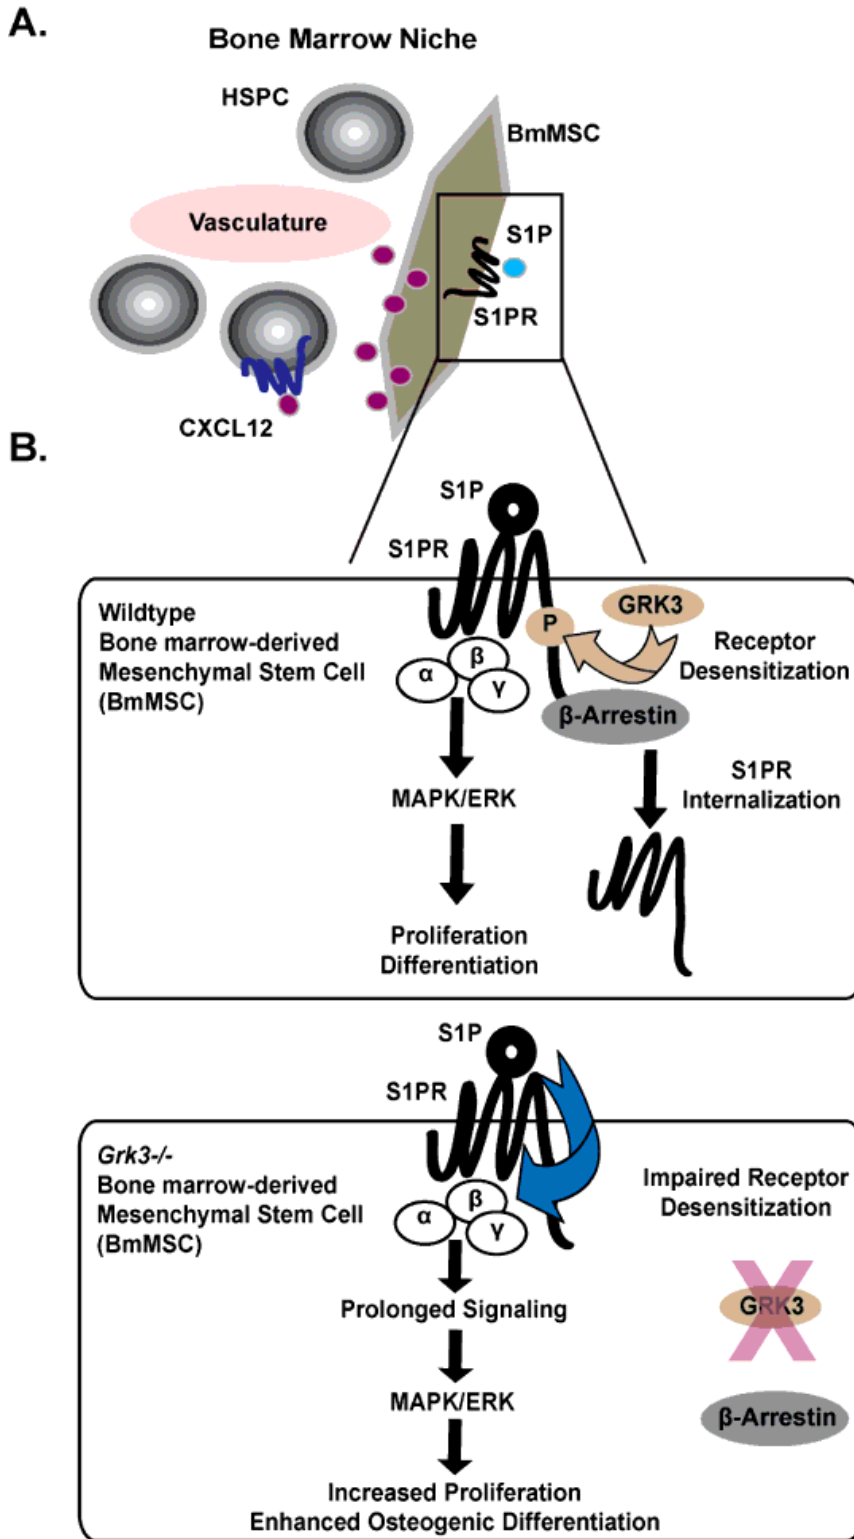 A.
Bone Marrow Niche
HSPC
BmMSC
Vasculature
S1P
S1PR
CXCL12
B.
S1P
S1PR
Wildtype
Bone marrow-derived
Mesenchymal Stem Cell
(BmMSC)
P
GRK3
Receptor
Desensitization
α
β
γ
β-Arrestin
MAPK/ERK
S1PR
Internalization
Proliferation
Differentiation
S1P
S1PR
Grk3-/-
Bone marrow-derived
Mesenchymal Stem Cell
(BmMSC)
α
β
γ
Impaired Receptor
Desensitization
Prolonged Signaling
GRK3
MAPK/ERK
β-Arrestin
Increased Proliferation
Enhanced Osteogenic Differentiation